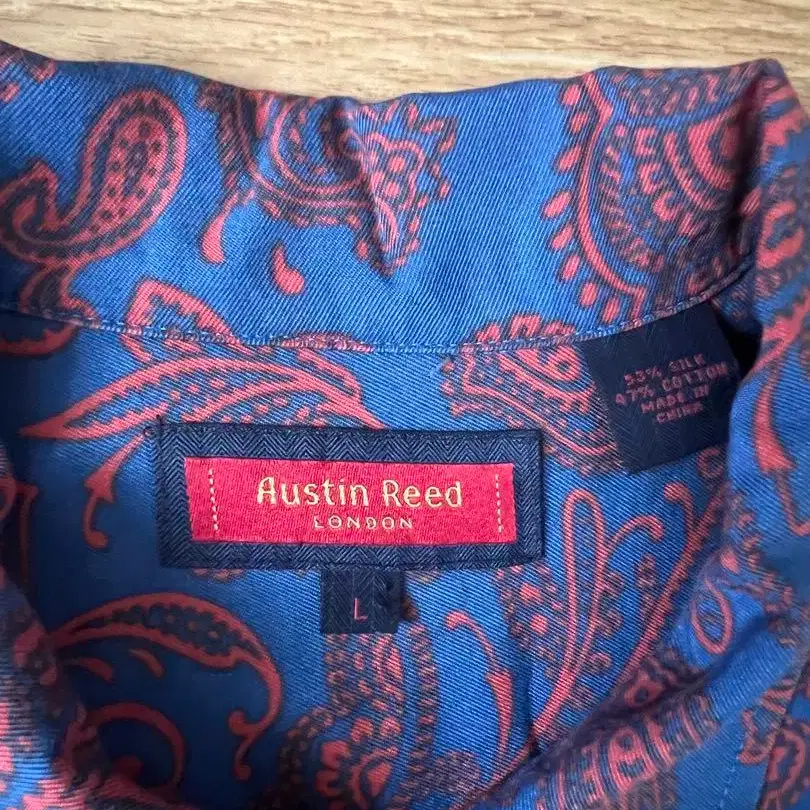 53% SILK
47% COTTON
MADE IN
CHINA
Austin Reed
LONDON
L